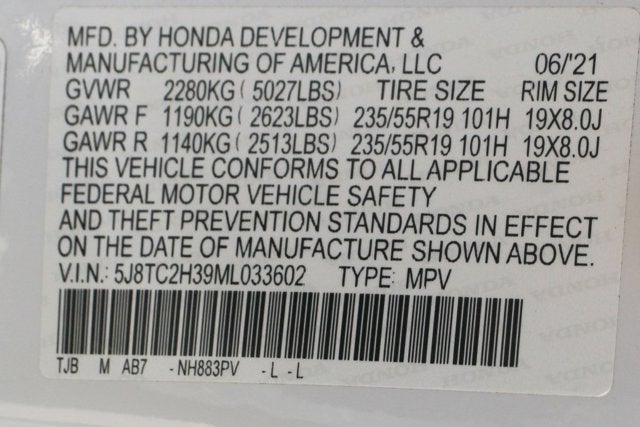 MFD. BY HONDA DEVELOPMENT &
MANUFACTURING OF AMERICA, LLC 06/'21
GVWR 2280KG ( 5027LBS) TIRE SIZE RIM SIZE
GAWR F 1190KG ( 2623LBS) 235/55R19 101H 19X8.0J
GAWR R 1140KG ( 2513LBS) 235/55R19 101H 19X8.0J
THIS VEHICLE CONFORMS TO ALL APPLICABLE
FEDERAL MOTOR VEHICLE SAFETY
AND THEFT PREVENTION STANDARDS IN EFFECT
ON THE DATE OF MANUFACTURE SHOWN ABOVE.
V.I.N.: 5J8TC2H39ML033602 TYPE: MPV
TJB M AB7 - NH883PV - L - L